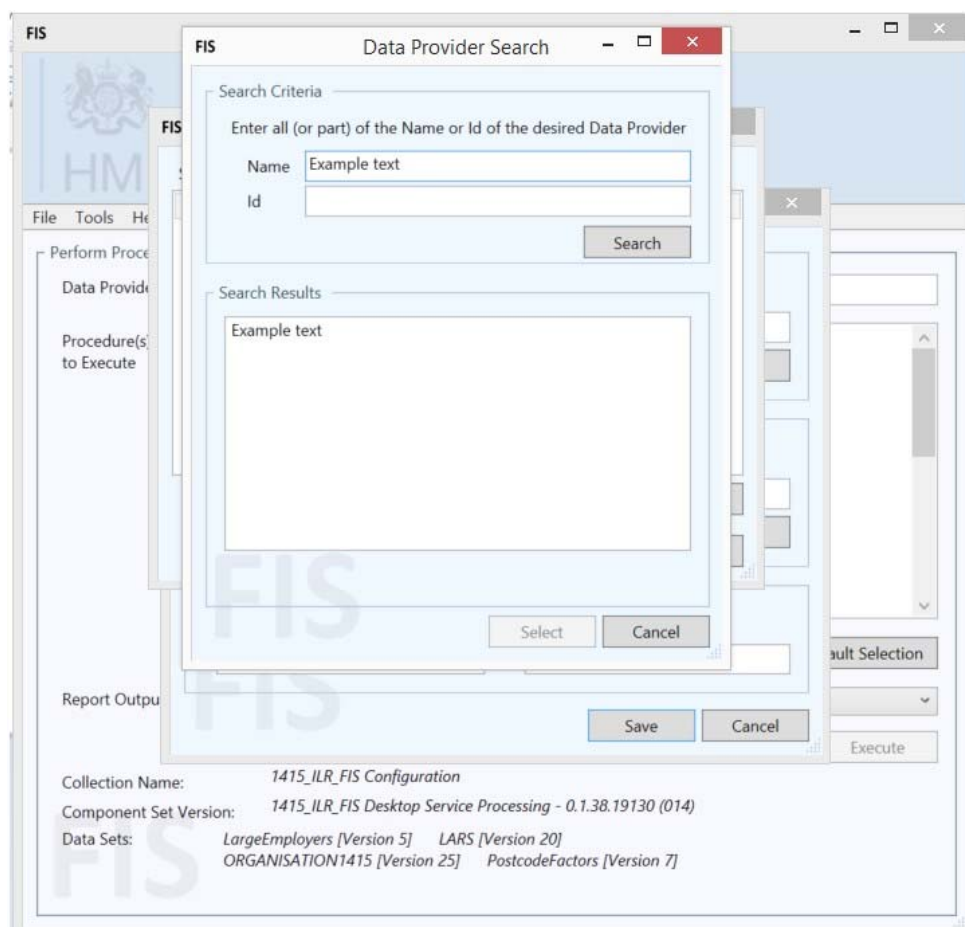 FIS
FIS
Data Provider Search
Search Criteria
Enter all (or part) of the Name or Id of the desired Data Provider
Name
Example text
Id
Search
Search Results
Example text
FIS
Select
Cancel
FIS
HM
File Tools He
Perform Proce
Data Provide
Procedure(s)
to Execute
ault Selection
Report Outpu
FIS
Save
Cancel
Execute
Collection Name:
1415_ILR_FIS Configuration
Component Set Version:
1415_ILR_FIS Desktop Service Processing - 0.1.38.19130 (014)
Data Sets:
LargeEmployers [Version 5] LARS [Version 20]
ORGANISATION1415 [Version 25] PostcodeFactors [Version 7]
FIS